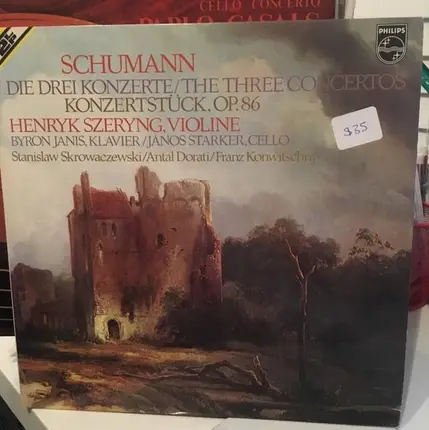 CELLO CONCERTO
PABLO CASALS
PHILIPS
SCHUMANN
DIE DREI KONZERTE/THE THREE CONCERTOS
KONZERTSTÜCK, OP. 86
HENRYK SZERYNG, VIOLINE
BYRON JANIS, KLAVIER/JÁNOS STARKER, CELLO
Stanislaw Skrowaczewski/Antal Dorati/Franz Konwitschny
$35